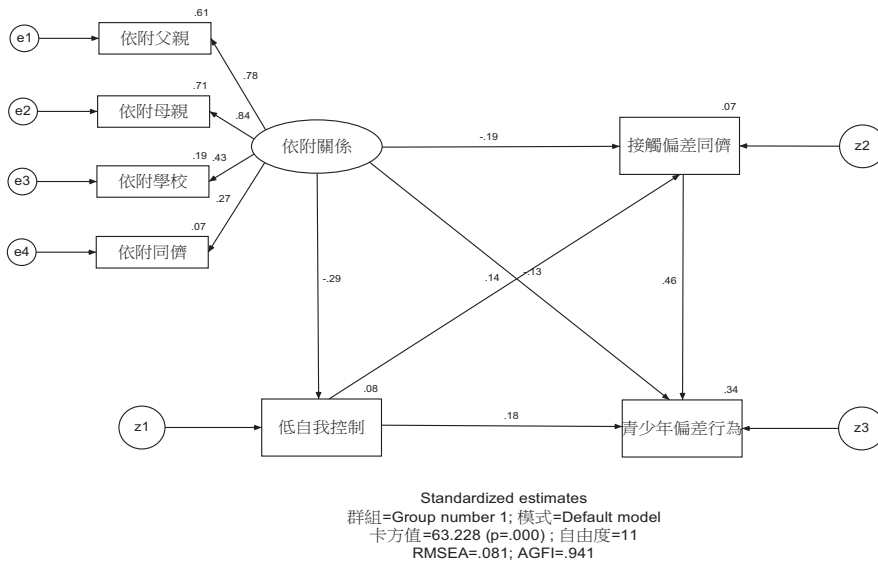 .61
e1
依附父親
.78
.71
e2
依附母親
.84
.07
依附關係
-.19
接觸偏差同儕
z2
.19
.43
e3
依附學校
.27
.07
e4
依附同儕
-.29
.14
-.13
.46
.08
.34
z1
低自我控制
.18
青少年偏差行為
z3
Standardized estimates
群組=Group number 1; 模式=Default model
卡方值=63.228 (p=.000) ; 自由度=11
RMSEA=.081; AGFI=.941